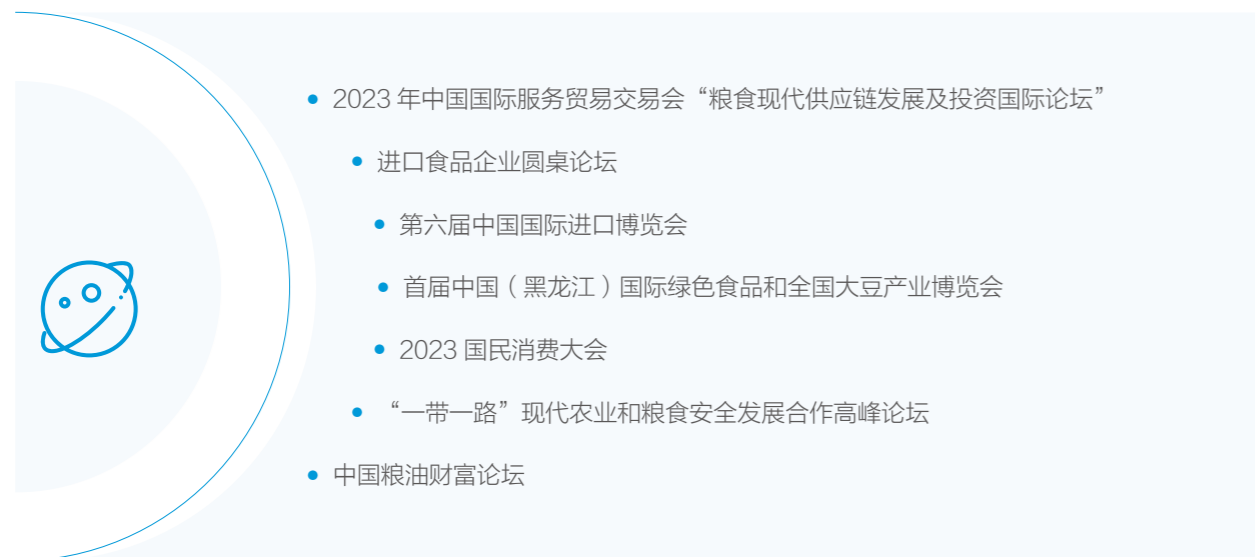 2023 年中国国际服务贸易交易会“粮食现代供应链发展及投资国际论坛”
进口食品企业圆桌论坛
第六届中国国际进口博览会
首届中国（黑龙江）国际绿色食品和全国大豆产业博览会
2023 国民消费大会
“一带一路”现代农业和粮食安全发展合作高峰论坛
中国粮油财富论坛